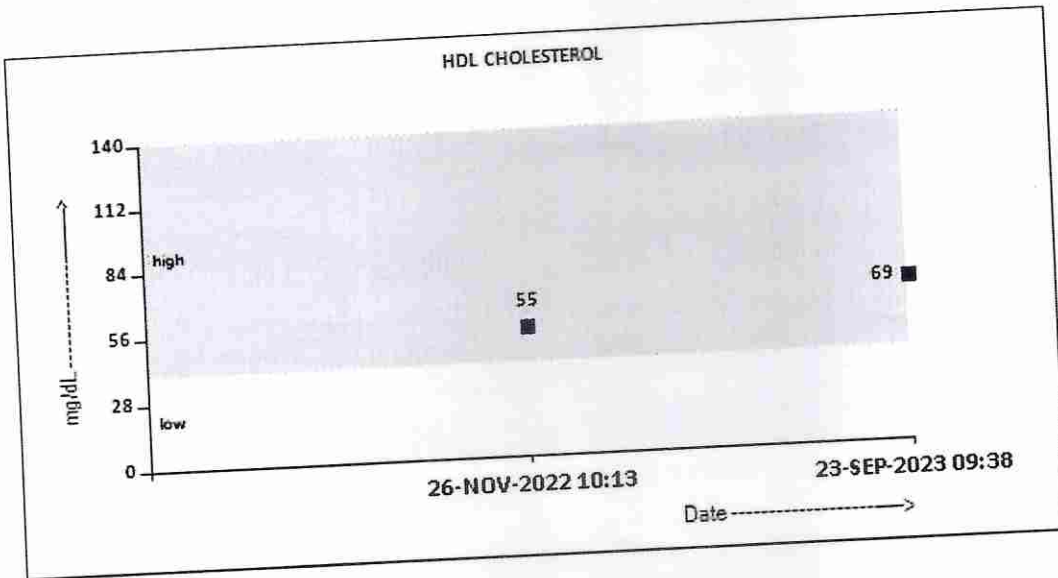 HDL CHOLESTEROL
140
112
84
56
28
0
mg/dL
high
low
55
69
26-NOV-2022 10:13
23-SEP-2023 09:38
Date